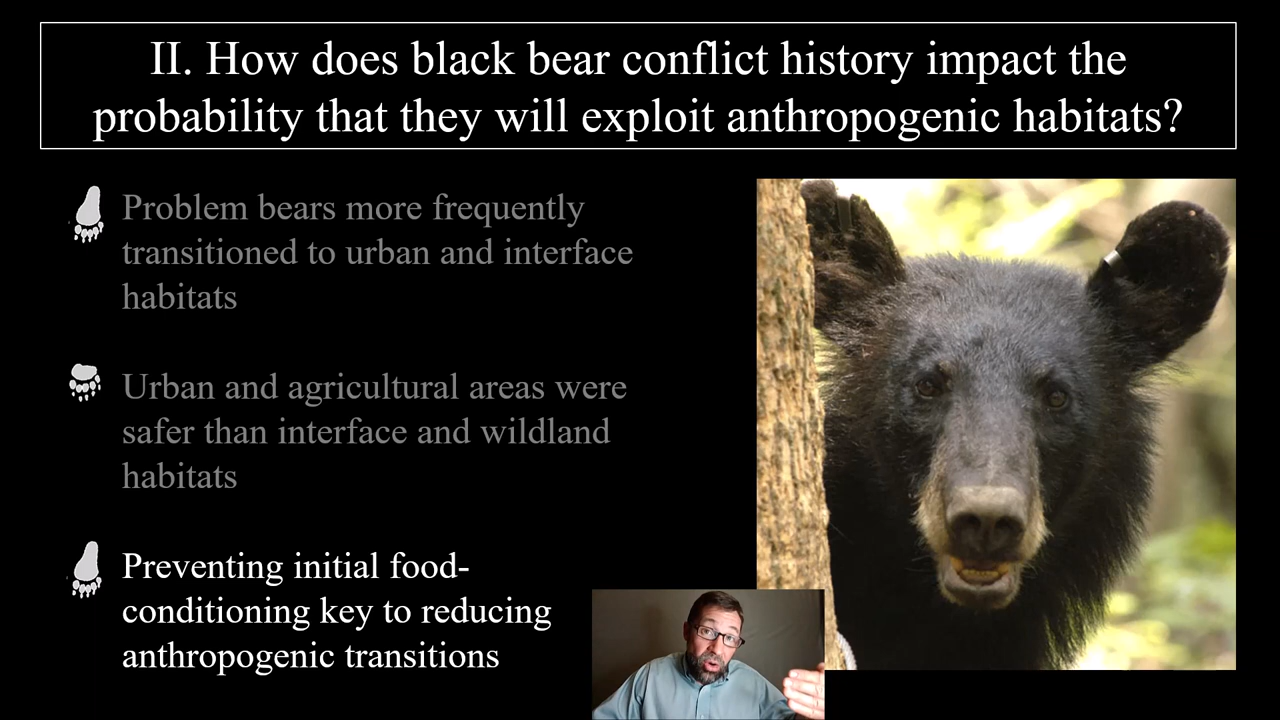 II. How does black bear conflict history impact the
probability that they will exploit anthropogenic habitats?
Problem bears more frequently
transitioned to urban and interface
habitats
Urban and agricultural areas were
safer than interface and wildland
habitats
Preventing initial food-
conditioning key to reducing
anthropogenic transitions